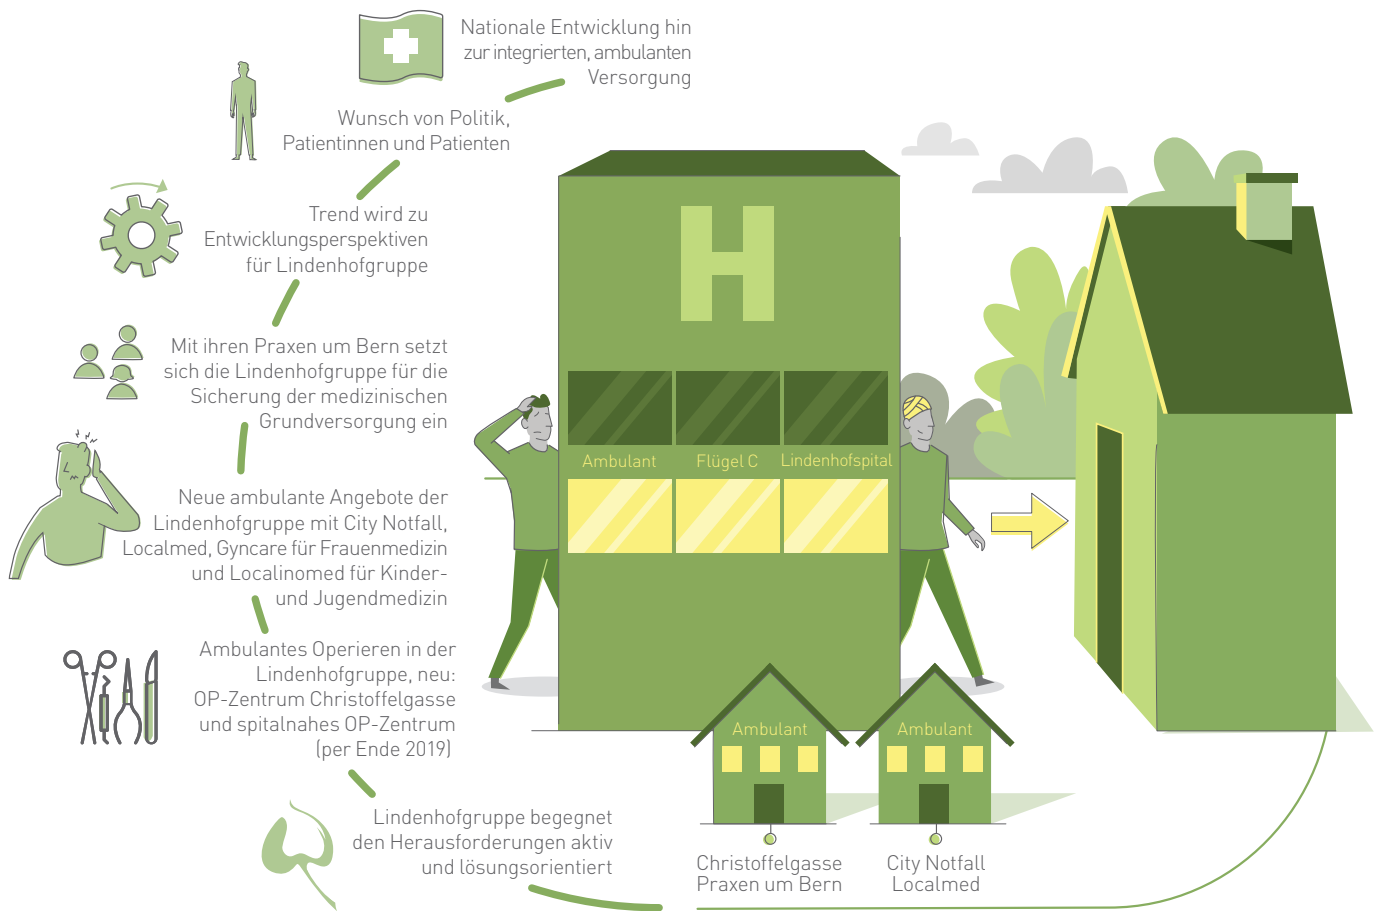 Nationale Entwicklung hin
zur integrierten, ambulanten
Versorgung
Wunsch von Politik,
Patientinnen und Patienten
Trend wird zu
Entwicklungsperspektiven
für Lindenhofgruppe
Mit ihren Praxen um Bern setzt
sich die Lindenhofgruppe für die
Sicherung der medizinischen
Grundversorgung ein
Neue ambulante Angebote der
Lindenhofgruppe mit City Notfall,
Localmed, Gyncare für Frauenmedizin
und Localinomed für Kinder-
und Jugendmedizin
Ambulantes Operieren in der
Lindenhofgruppe, neu:
OP-Zentrum Christoffelgasse
und spitalnahes OP-Zentrum
(per Ende 2019)
Lindenhofgruppe begegnet
den Herausforderungen aktiv
und lösungsorientiert
H
Ambulant Flügel C Lindenhofspital
Ambulant
Christoffelgasse
Praxen um Bern
Ambulant
City Notfall
Localmed